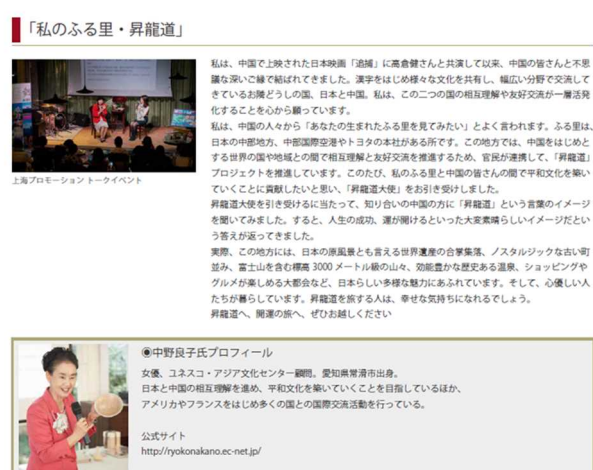 「私のふる里・昇龍道」
私は、中国で上映された日本映画「追捕」に高倉健さんと共演して以来、中国の皆さんと不思
議な深いご縁で結ばれてきました。漢字をはじめ様々な文化を共有し、幅広い分野で交流して
きているお隣どうしの国、日本と中国。私は、この二つの国の相互理解や友好交流が一層活発
化することを心から願っています。
私は、中国の人々から「あなたの生まれたふる里を見てみたい」とよく言われます。ふる里は、
日本の中部地方、中部国際空港やトヨタの本社がある所です。この地方では、中国をはじめと
する世界の国や地域との間で相互理解と友好交流を推進するため、官民が連携して、「昇龍道」
プロジェクトを推進しています。このたび、私のふる里と中国の皆さんの間で平和文化を築い
ていくことに貢献したいと思い、「昇龍道大使」をお引き受けしました。
昇龍道大使を引き受けるに当たって、知り合いの中国の方に「昇龍道」という言葉のイメージ
を聞いてみました。すると、人生の成功、運が開けるといった大変素晴らしいイメージだとい
う答えが返ってきました。
実際、この地方には、日本の原風景とも言える世界遺産の合掌集落、ノスタルジックな古い町
並み、富士山を含む標高 3000 メートル級の山々、効能豊かな歴史ある温泉、ショッピングや
グルメが楽しめる大都会など、日本らしい多様な魅力にあふれています。そして、心優しい人
たちが暮らしています。昇龍道を旅する人は、幸せな気持ちになれるでしょう。
昇龍道へ、開運の旅へ、ぜひお越しください
上海プロモーション トークイベント
◉中野良子氏プロフィール
女優、ユネスコ・アジア文化センター顧問。愛知県常滑市出身。
日本と中国の相互理解を進め、平和文化を築いていくことを目指しているほか、
アメリカやフランスをはじめ多くの国との国際交流活動を行っている。
公式サイト
http://ryokonakano.ec-net.jp/